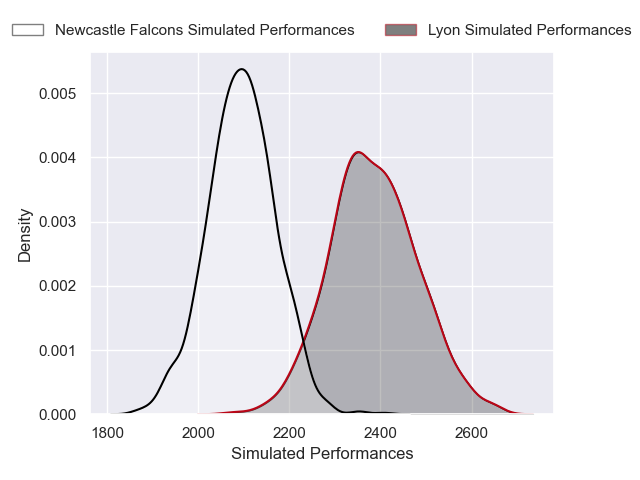 Newcastle Falcons Simulated Performances Lyon Simulated Performances
0.005
0.004
0.003
0.002
0.001
0.000
Density
1800 2000 2200 2400 2600
Simulated Performances